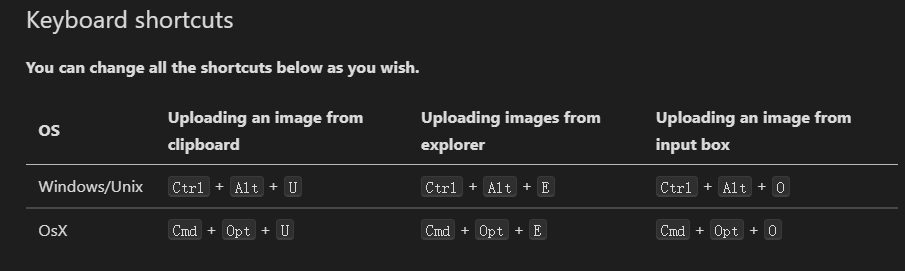 Keyboard shortcuts
You can change all the shortcuts below as you wish.
OS Uploading an image from clipboard Uploading images from explorer Uploading an image from input box
Windows/Unix Ctrl + Alt + U Ctrl + Alt + E Ctrl + Alt + O
OsX Cmd + Opt + U Cmd + Opt + E Cmd + Opt + O